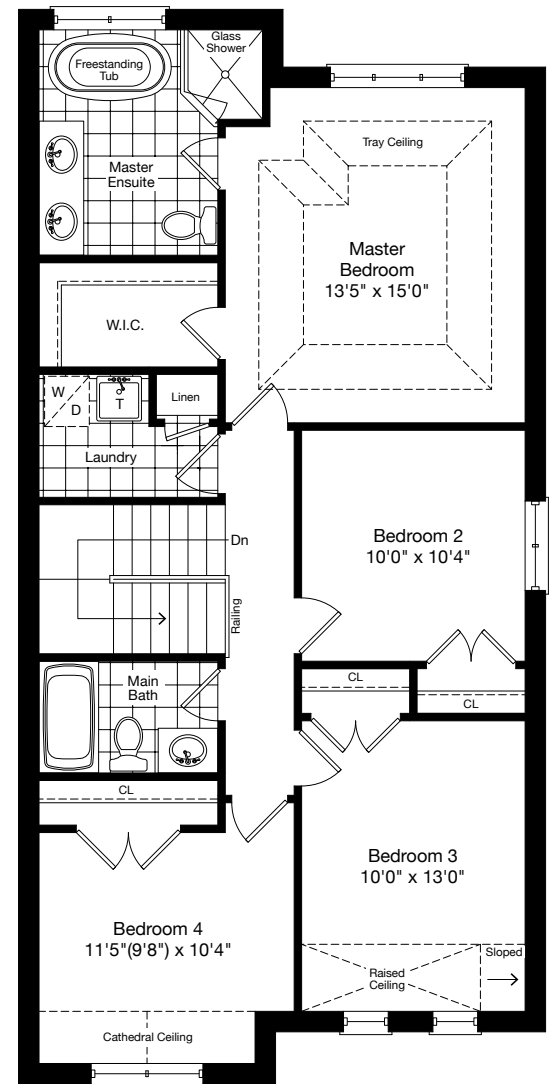 Freestanding
Tub
Glass
Shower
Tray Ceiling
Master
Ensuite
Master
Bedroom
13'5" x 15'0"
W.I.C.
W
D
T
Linen
Laundry
Dn
Railing
Bedroom 2
10'0" x 10'4"
Main
Bath
CL
CL
CL
Bedroom 3
10'0" x 13'0"
Bedroom 4
11'5"(9'8") x 10'4"
Sloped
Raised
Ceiling
Cathedral Ceiling